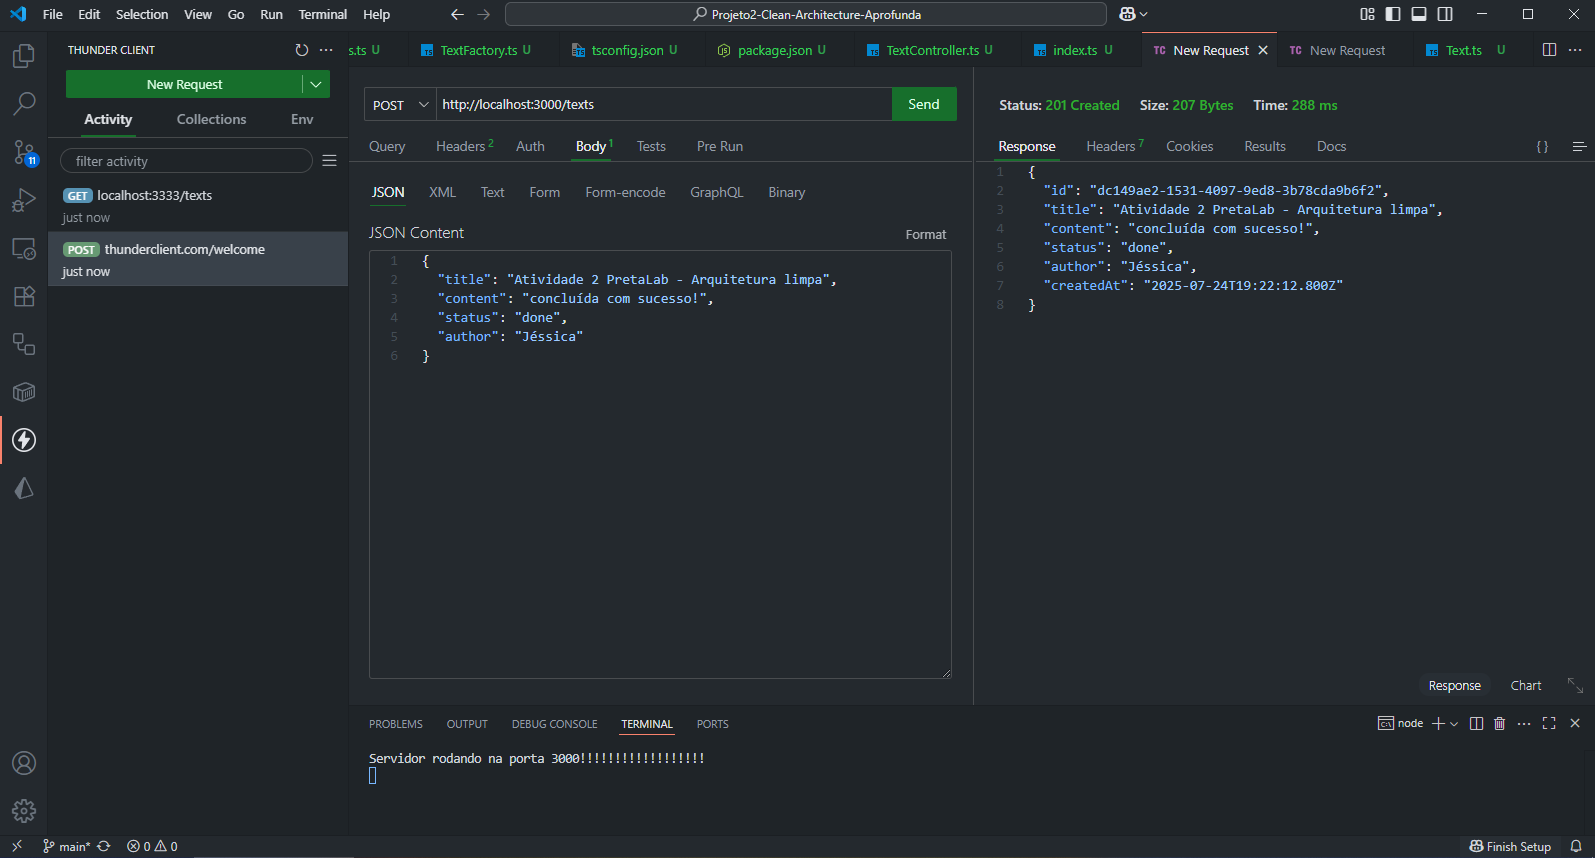 File Edit Selection View Go Run Terminal Help
Projeto2-Clean-Architecture-Aprofunda
THUNDER CLIENT
New Request
Activity Collections Env
filter activity
GET localhost:3333/texts
just now
POST thunderclient.com/welcome
just now
11
s.ts U TextFactory.ts U tsconfig.json U package.json U TextController.ts U index.ts U TC New Request TC New Request Text.ts U
POST http://localhost:3000/texts Send
Query Headers 2 Auth Body 1 Tests Pre Run
JSON XML Text Form Form-encode GraphQL Binary
JSON Content Format
1 {
2 "title": "Atividade 2 PretaLab - Arquitetura limpa",
3 "content": "concluída com sucesso!",
4 "status": "done",
5 "author": "Jéssica"
6 }
Status: 201 Created Size: 207 Bytes Time: 288 ms
Response Headers 7 Cookies Results Docs { }
1 {
2 "id": "dc149ae2-1531-4097-9ed8-3b78cda9b6f2",
3 "title": "Atividade 2 PretaLab - Arquitetura limpa",
4 "content": "concluída com sucesso!",
5 "status": "done",
6 "author": "Jéssica",
7 "createdAt": "2025-07-24T19:22:12.800Z"
8 }
Response Chart
PROBLEMS OUTPUT DEBUG CONSOLE TERMINAL PORTS
node
Servidor rodando na porta 3000!!!!!!!!!!!!!!!!!!
main* 0 0 Finish Setup